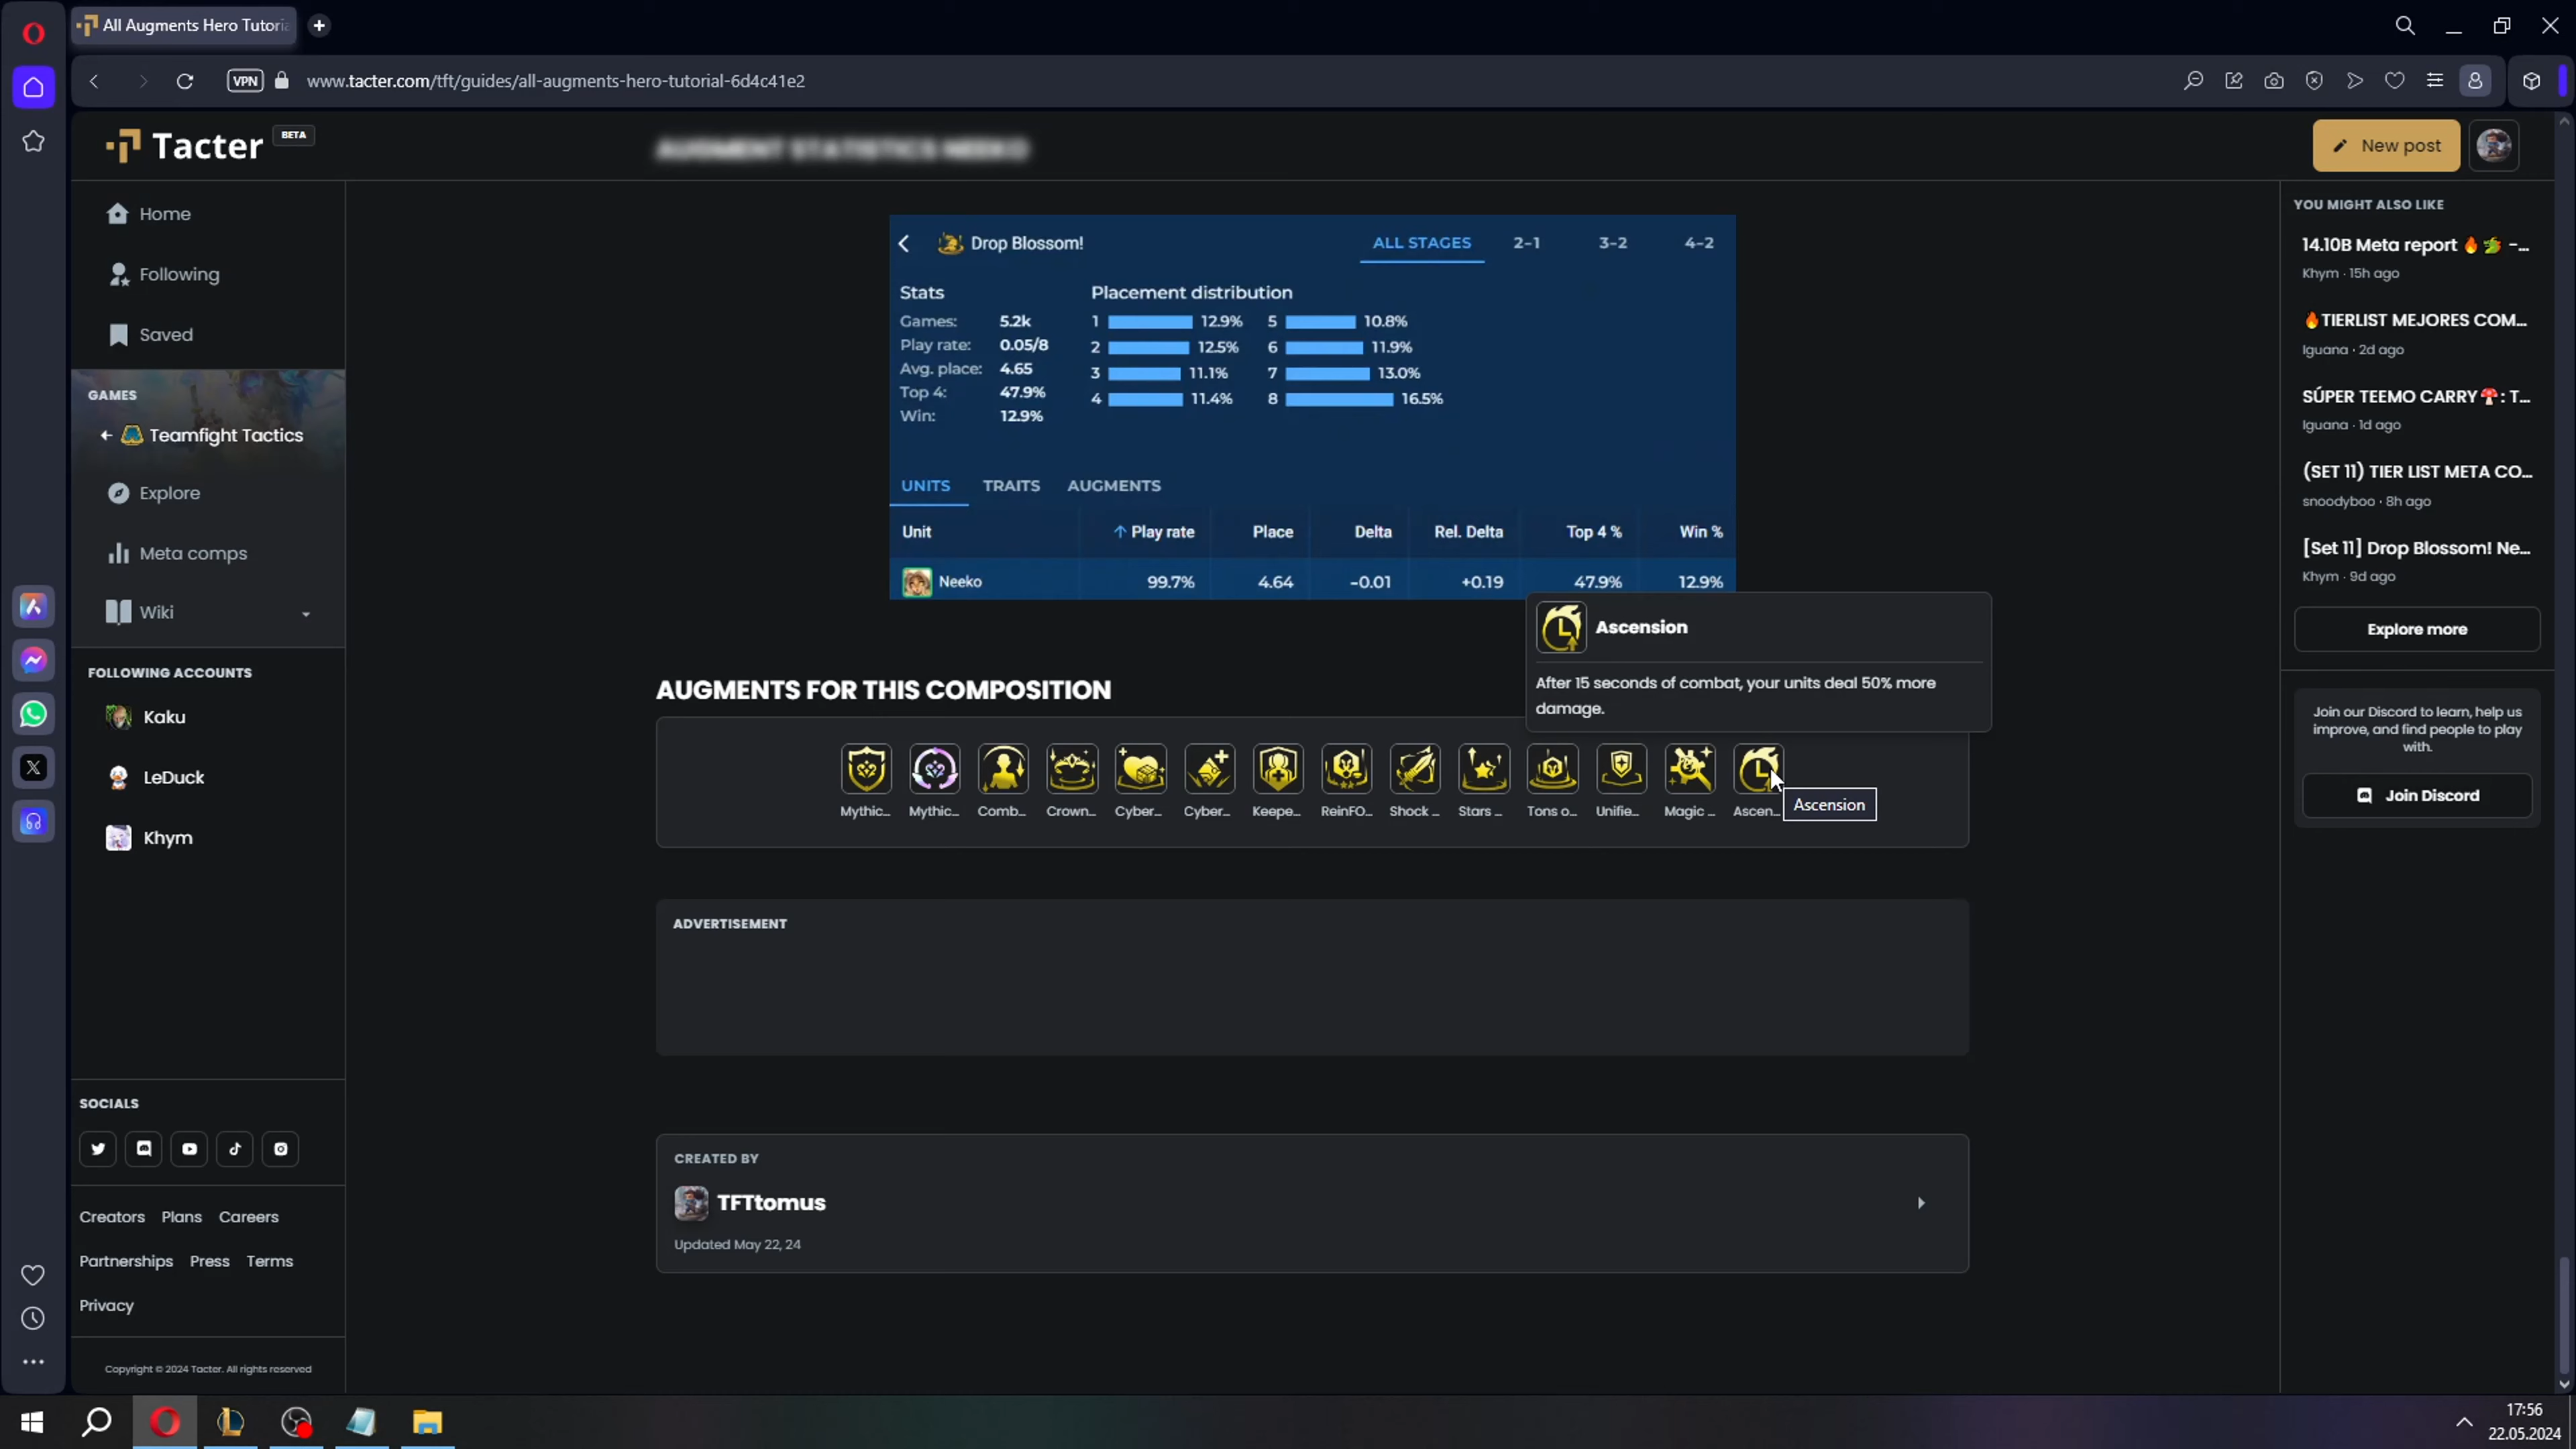 All Augments Hero Tutoria
VPN
www.tacter.com/tft/guides/all-augments-hero-tutorial-6d4c41e2
Tacter
BETA
AUGMENT STATISTICS NEEKO
New post
Home
Following
Saved
GAMES
Teamfight Tactics
Explore
Meta comps
Wiki
FOLLOWING ACCOUNTS
Kaku
LeDuck
Khym
SOCIALS
Creators Plans Careers
Partnerships Press Terms
Privacy
Copyright © 2024 Tacter. All rights reserved
Drop Blossom!
ALL STAGES 2-1 3-2 4-2
Stats
Games: 5.2k
Play rate: 0.05/8
Avg. place: 4.65
Top 4: 47.9%
Win: 12.9%
Placement distribution
1 12.9% 5 10.8%
2 12.5% 6 11.9%
3 11.1% 7 13.0%
4 11.4% 8 16.5%
UNITS TRAITS AUGMENTS
Unit Play rate Place Delta Rel. Delta Top 4 % Win %
Neeko 99.7% 4.64 -0.01 +0.19 47.9% 12.9%
Ascension
After 15 seconds of combat, your units deal 50% more
damage.
AUGMENTS FOR THIS COMPOSITION
Mythic... Mythic... Comb... Crown... Cyber... Cyber... Keepe... ReinFO... Shock ... Stars ... Tons o... Unifie... Magic ... Ascen...
Ascension
ADVERTISEMENT
CREATED BY
TFTtomus
Updated May 22, 24
YOU MIGHT ALSO LIKE
14.10B Meta report 🔥🐉 -...
Khym · 15h ago
🔥TIERLIST MEJORES COM...
Iguana · 2d ago
SÚPER TEEMO CARRY🍄: T...
Iguana · 1d ago
(SET 11) TIER LIST META CO...
snoodyboo · 8h ago
[Set 11] Drop Blossom! Ne...
Khym · 9d ago
Explore more
Join our Discord to learn, help us
improve, and find people to play
with.
Join Discord
17:56
22.05.2024